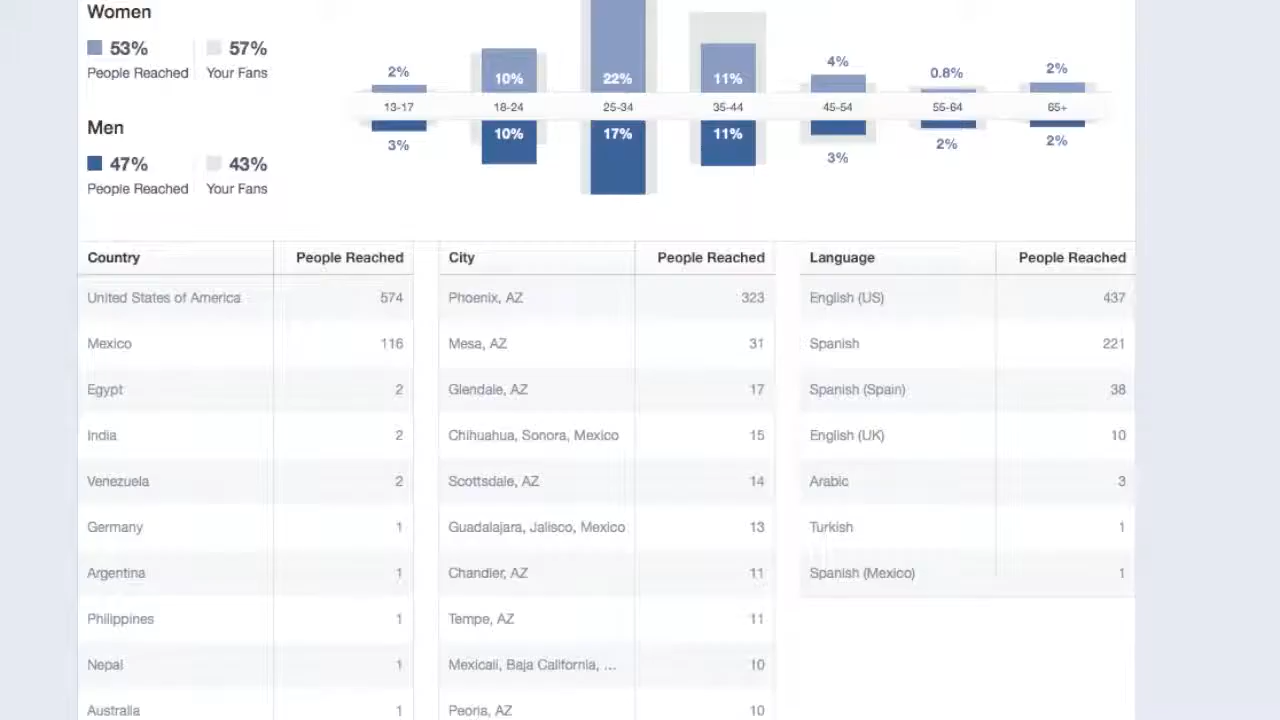 Women
53% 57%
People Reached Your Fans
2% 10% 22% 11% 4% 0.8% 2%
13-17 18-24 25-34 35-44 45-54 55-64 65+
Men
47% 43%
People Reached Your Fans
3% 10% 17% 11% 3% 2% 2%
Country People Reached City People Reached Language People Reached
United States of America 574 Phoenix, AZ 323 English (US) 437
Mexico 116 Mesa, AZ 31 Spanish 221
Egypt 2 Glendale, AZ 17 Spanish (Spain) 38
India 2 Chihuahua, Sonora, Mexico 15 English (UK) 10
Venezuela 2 Scottsdale, AZ 14 Arabic 3
Germany 1 Guadalajara, Jalisco, Mexico 13 Turkish 1
Argentina 1 Chandler, AZ 11 Spanish (Mexico) 1
Philippines 1 Tempe, AZ 11
Nepal 1 Mexicali, Baja California, ... 10
Australia 1 Peoria, AZ 10